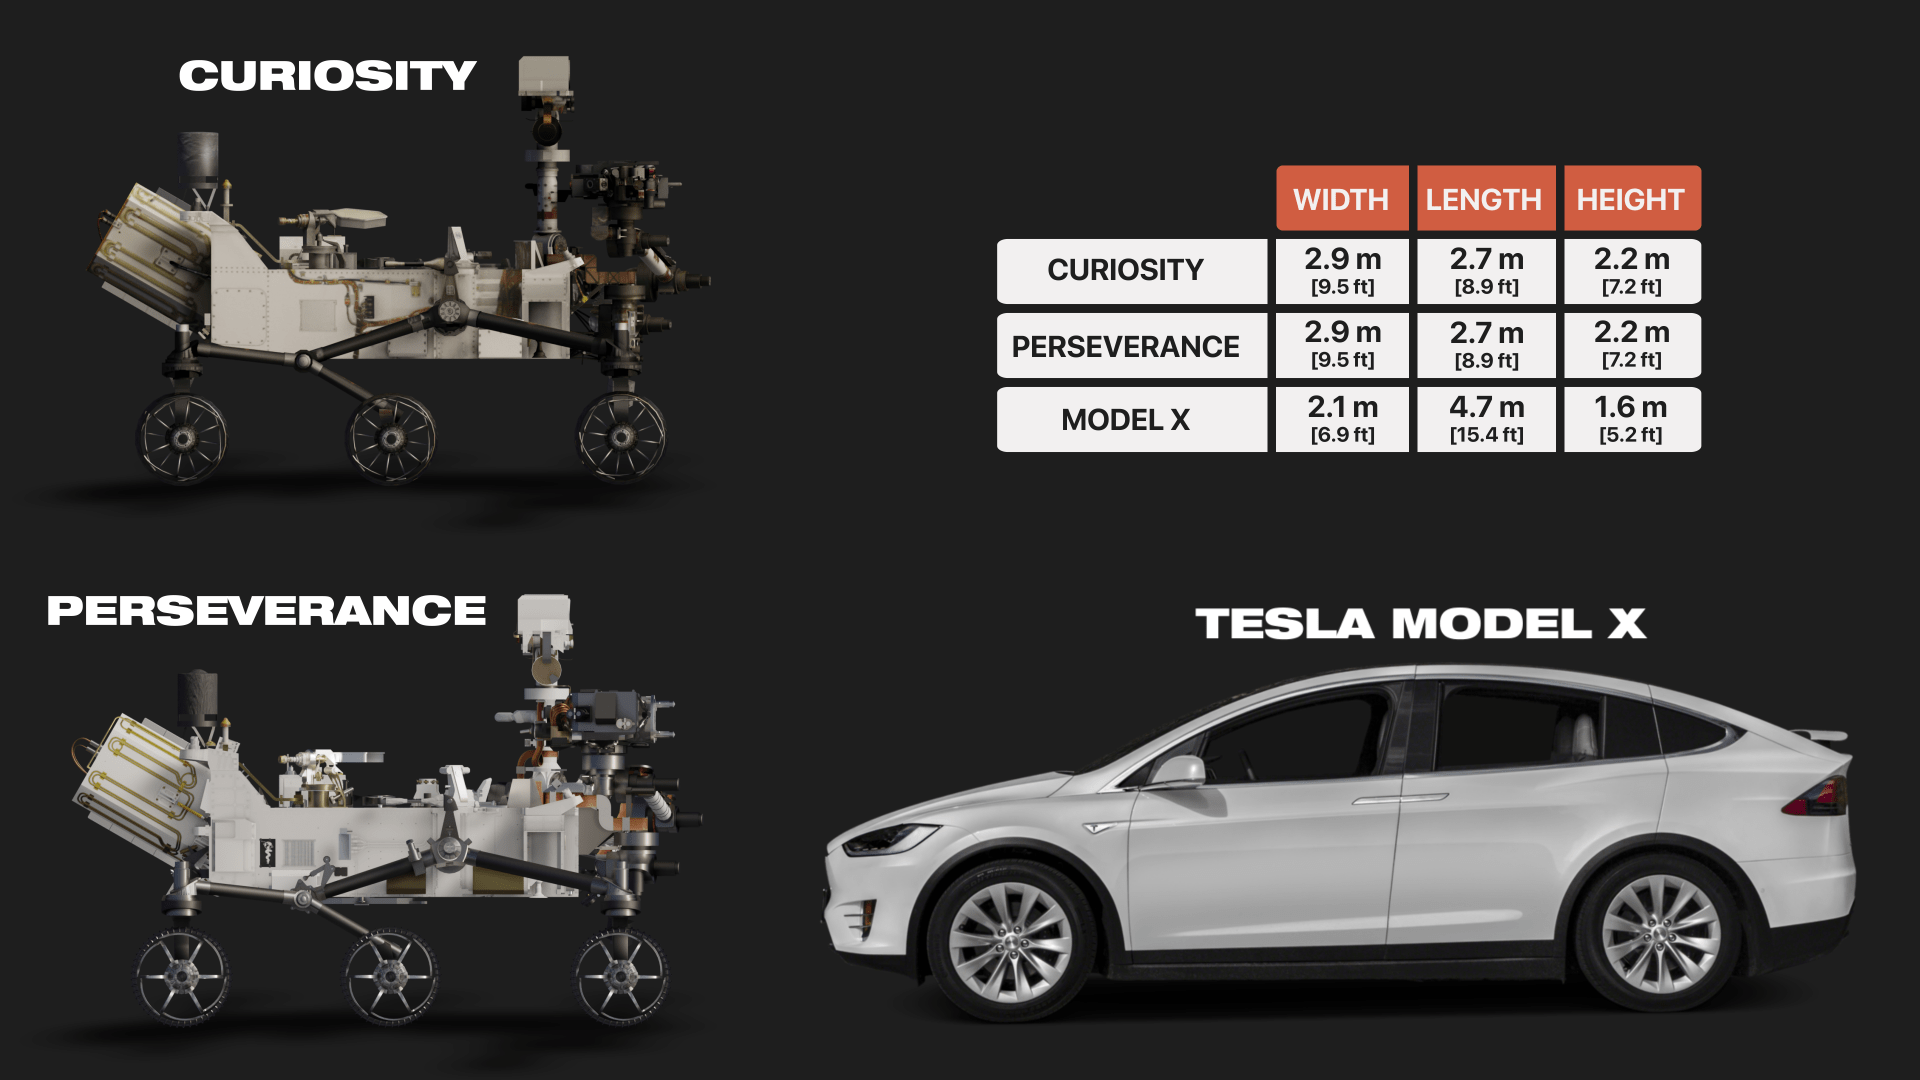 CURIOSITY
WIDTH LENGTH HEIGHT
CURIOSITY 2.9 m 2.7 m 2.2 m
[9.5 ft] [8.9 ft] [7.2 ft]
PERSEVERANCE 2.9 m 2.7 m 2.2 m
[9.5 ft] [8.9 ft] [7.2 ft]
MODEL X 2.1 m 4.7 m 1.6 m
[6.9 ft] [15.4 ft] [5.2 ft]
PERSEVERANCE
TESLA MODEL X